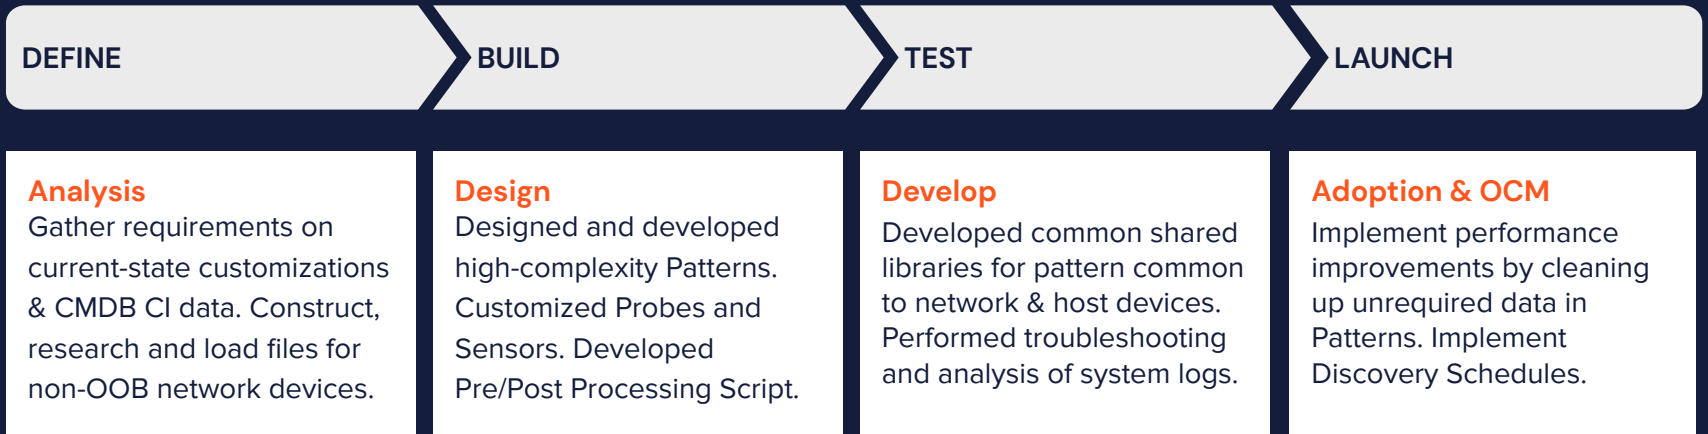 DEFINE
BUILD
TEST
LAUNCH
Analysis
Gather requirements on
current-state customizations
& CMDB CI data. Construct,
research and load files for
non-OOB network devices.
Design
Designed and developed
high-complexity Patterns.
Customized Probes and
Sensors. Developed
Pre/Post Processing Script.
Develop
Developed common shared
libraries for pattern common
to network & host devices.
Performed troubleshooting
and analysis of system logs.
Adoption & OCM
Implement performance
improvements by cleaning
up unrequired data in
Patterns. Implement
Discovery Schedules.